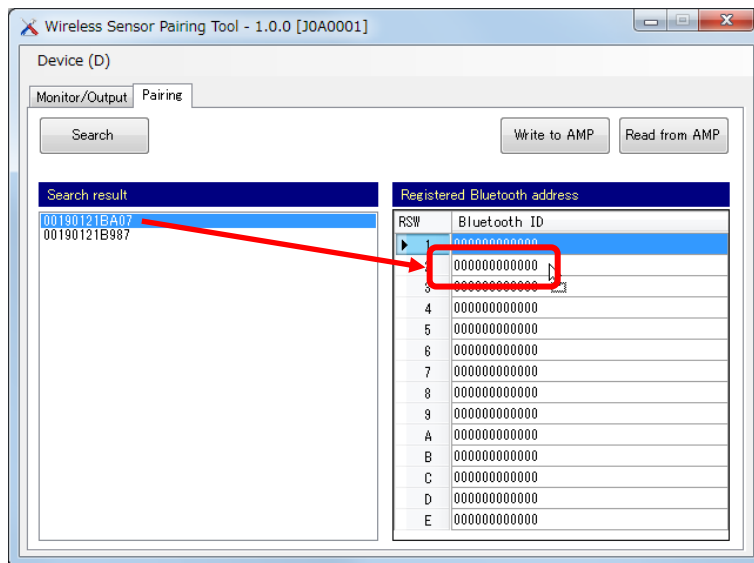 Wireless Sensor Pairing Tool - 1.0.0 [J0A0001]
Device (D)
Monitor/Output Pairing
Search Write to AMP Read from AMP
Search result
00190121BA07
00190121B987
Registered Bluetooth address
RSW Bluetooth ID
1 000000000000
2 000000000000
3 000000000000
4 000000000000
5 000000000000
6 000000000000
7 000000000000
8 000000000000
9 000000000000
A 000000000000
B 000000000000
C 000000000000
D 000000000000
E 000000000000